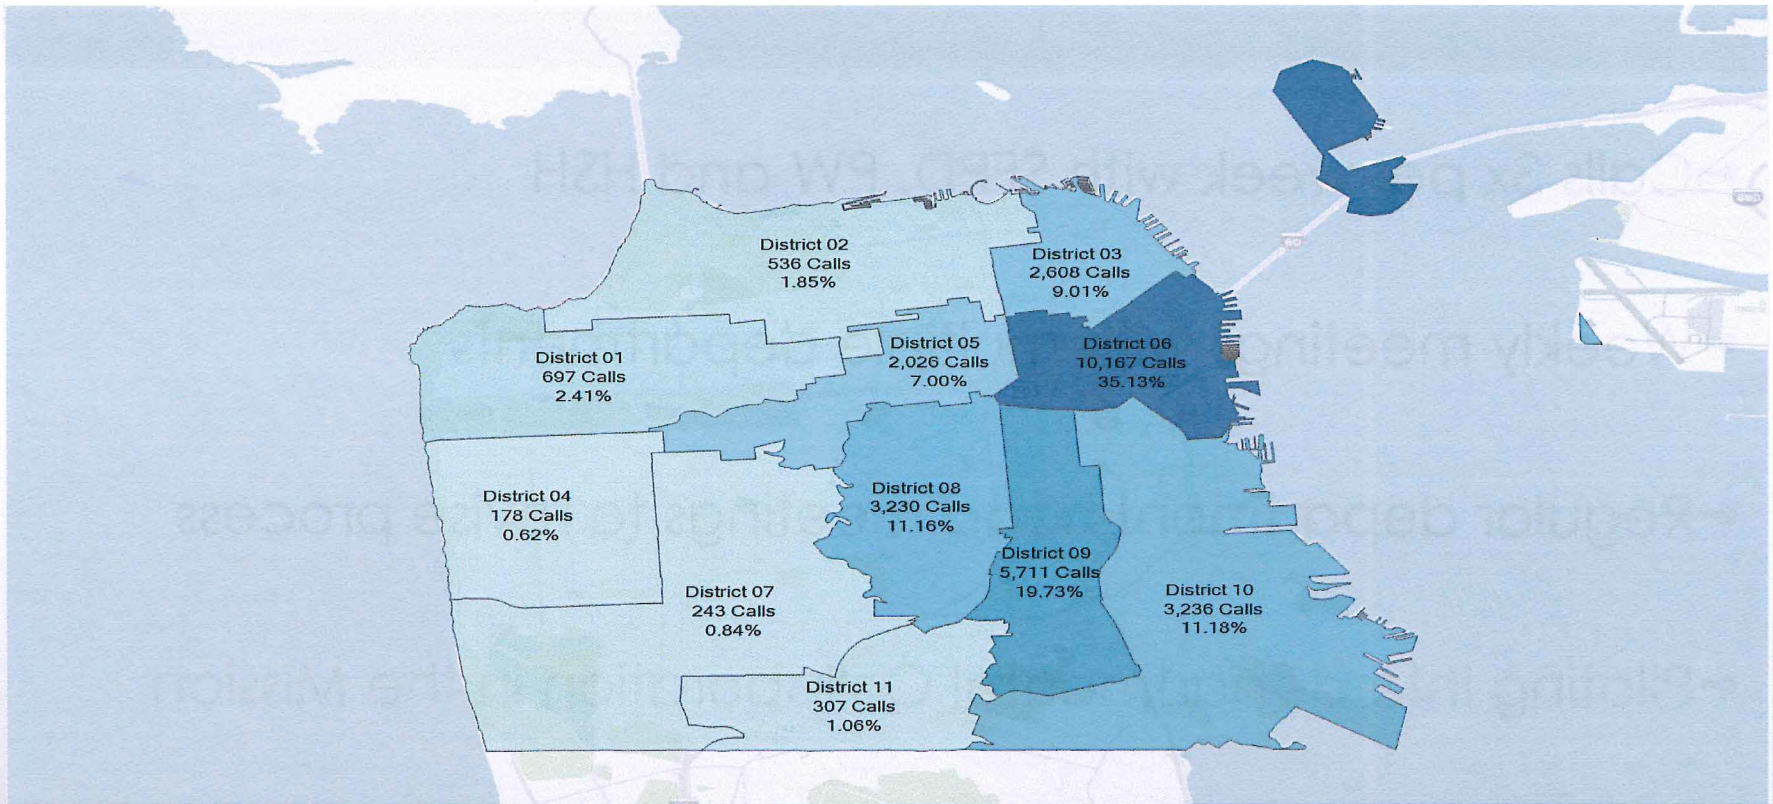 District 02
536 Calls
1.85%
District 03
2,608 Calls
9.01%
District 01
697 Calls
2.41%
District 05
2,026 Calls
7.00%
District 06
10,167 Calls
35.13%
80
District 04
178 Calls
0.62%
District 08
3,230 Calls
11.16%
District 09
5,711 Calls
19.73%
District 07
243 Calls
0.84%
District 10
3,236 Calls
11.18%
District 11
307 Calls
1.06%